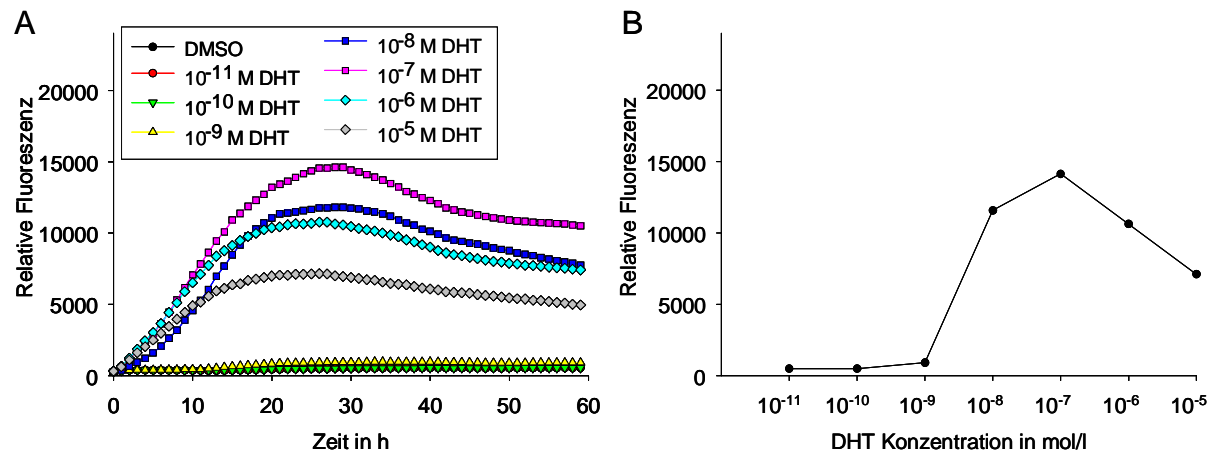 A
DMSO
10-11 M DHT
10-10 M DHT
10-9 M DHT
10-8 M DHT
10-7 M DHT
10-6 M DHT
10-5 M DHT
Relative Fluoreszenz
20000
15000
10000
5000
0
0 10 20 30 40 50 60
Zeit in h
B
Relative Fluoreszenz
20000
15000
10000
5000
0
10-11 10-10 10-9 10-8 10-7 10-6 10-5
DHT Konzentration in mol/l